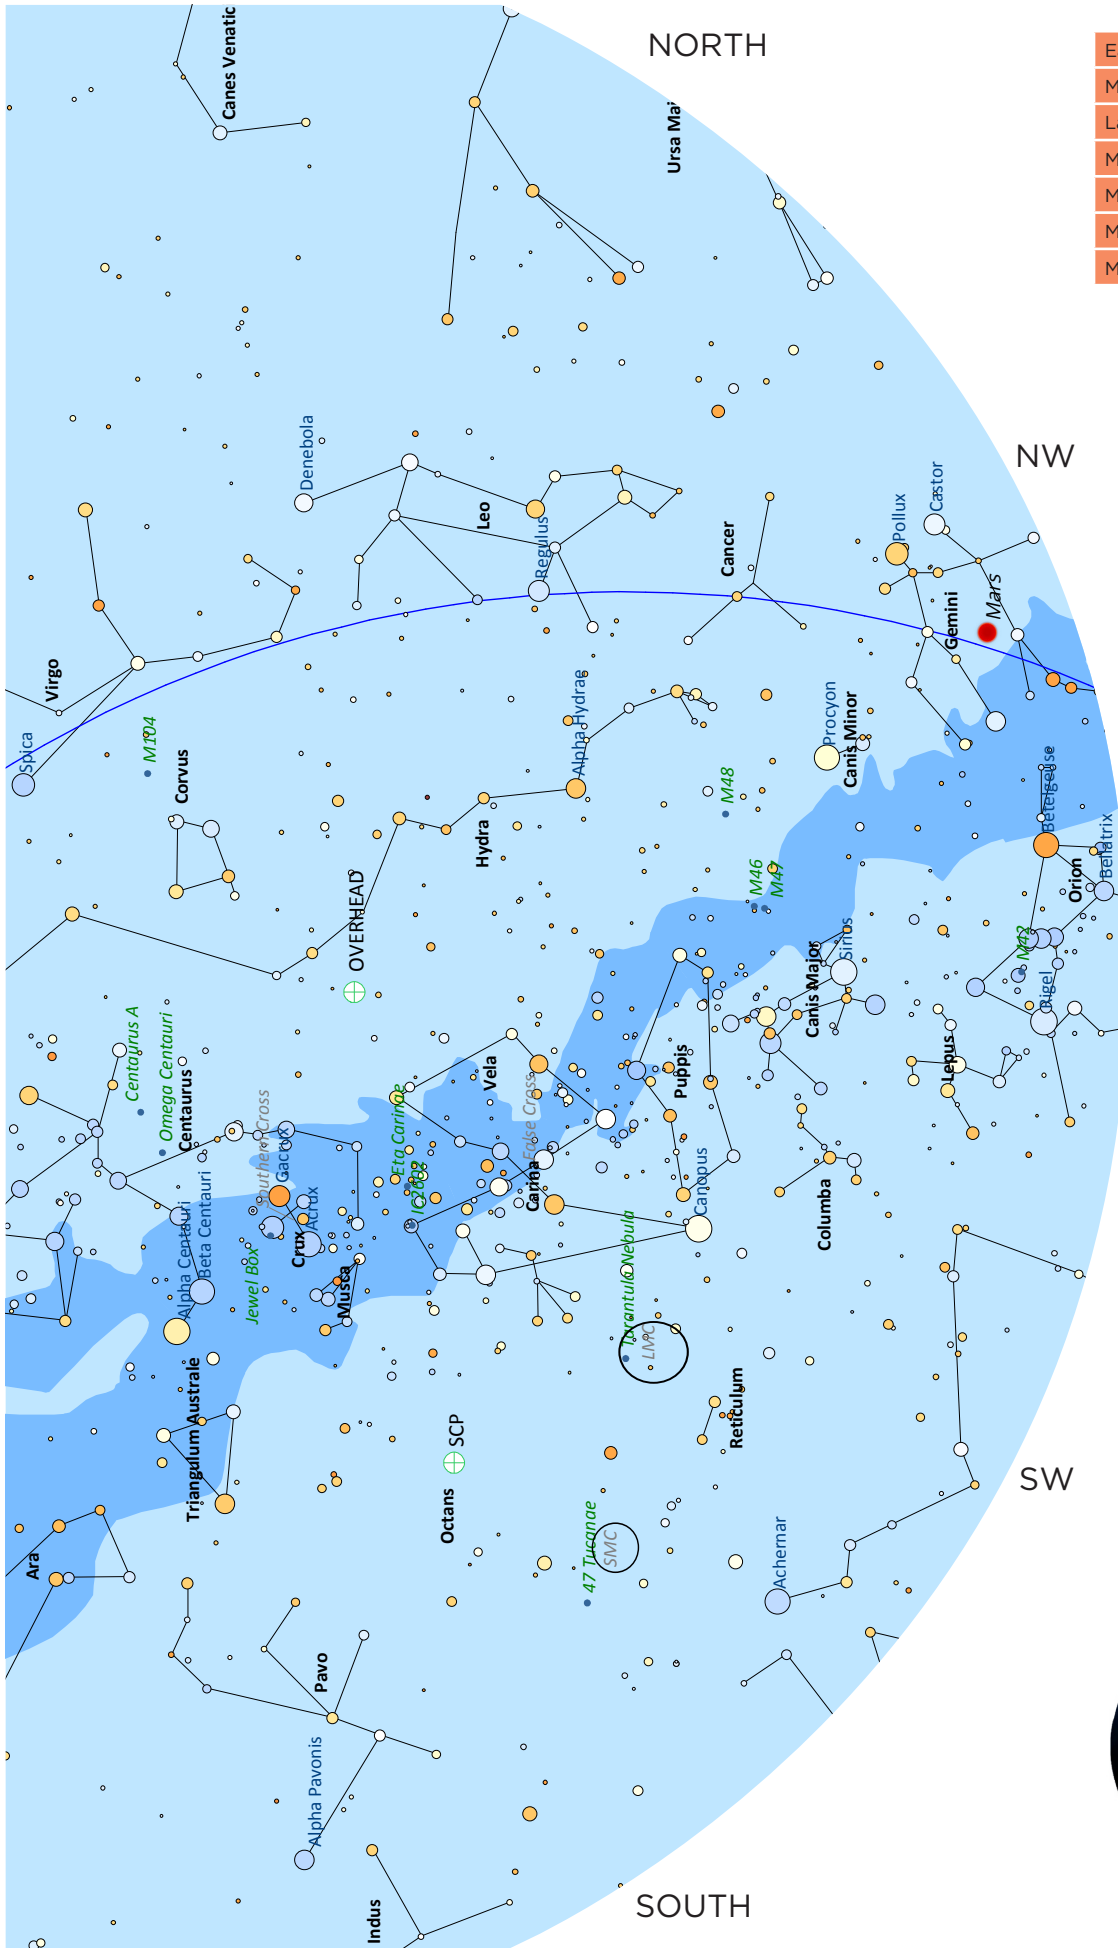 NORTH
Canes Venatic
Ursa Mai
E
M
La
M
M
M
M
NW
Denebola
Leo
Regulus
Castor
Pollux
Cancer
Gemini
Mars
Virgo
Spica
M104
Corvus
Alpha Hydrae
Procyon
Canis Minor
M48
Hydra
Betelgeuse
Bellatrix
Orion
OVERHEAD
M46
M47
M42
Sirius
Canis Major
Rigel
Centaurus A
Omega Centauri
Centaurus
Vela
Puppis
Lepus
Southern Cross
Gacrux
Eta Carinae
IC2602
False Cross
Carina
Canopus
Columba
Alpha Centauri
Beta Centauri
Jewel Box
Crux
Acrux
Musca
Tarantula Nebula
LMC
Triangulum Australe
SCP
Reticulum
Octans
SW
Ara
47 Tucanae
SMC
Achernar
Pavo
Alpha Pavonis
Indus
SOUTH